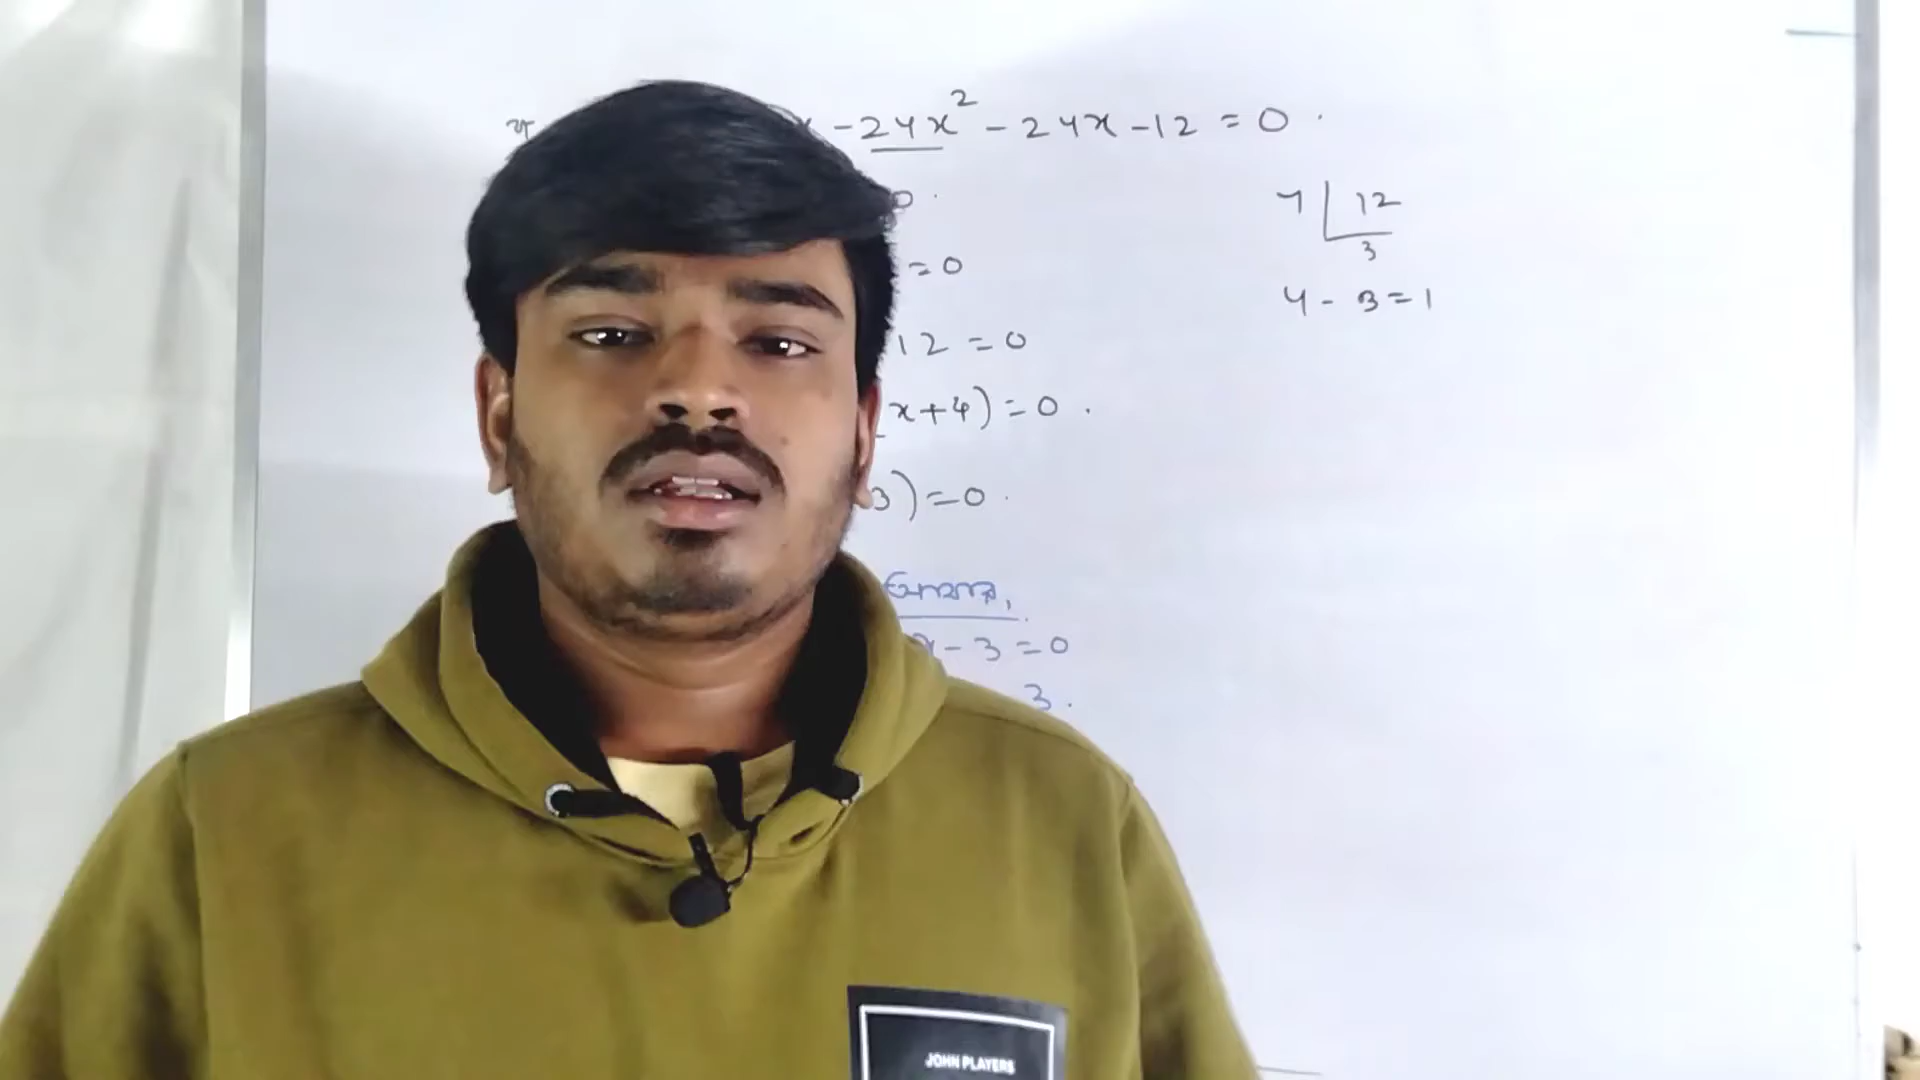 - 24x² - 24x - 12 = 0 .
0 .
4 | 12
3
= 0
4 - 3 = 1
12 = 0
x + 4) = 0 .
3) = 0 .
x - 3 = 0
3 .
JOHN PLAYERS